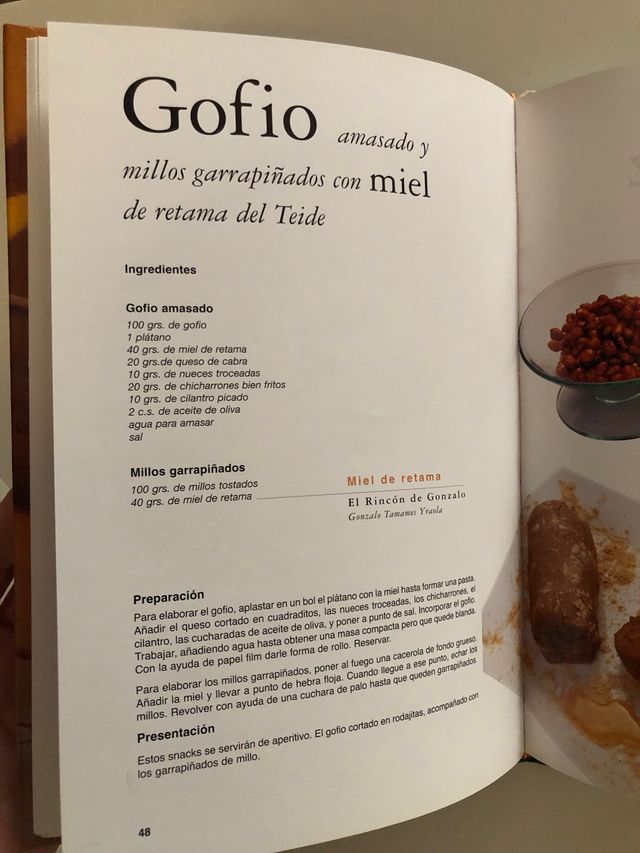 Gofio amasado y
millos garrapiñados con miel
de retama del Teide
Ingredientes
Gofio amasado
100 grs. de gofio
1 plátano
40 grs. de miel de retama
20 grs.de queso de cabra
10 grs. de nueces troceadas
20 grs. de chicharrones bien fritos
10 grs. de cilantro picado
2 c.s. de aceite de oliva
agua para amasar
sal
Millos garrapiñados
100 grs. de millos tostados
40 grs. de miel de retama
Miel de retama
El Rincón de Gonzalo
Gonzalo Tamames Yraola
Preparación
Para elaborar el gofio, aplastar en un bol el plátano con la miel hasta formar una pasta.
Añadir el queso cortado en cuadraditos, las nueces troceadas, los chicharrones, el
cilantro, las cucharadas de aceite de oliva, y poner a punto de sal. Incorporar el gofio.
Trabajar, añadiendo agua hasta obtener una masa compacta pero que quede blanda.
Con la ayuda de papel film darle forma de rollo. Reservar.
Para elaborar los millos garrapiñados, poner al fuego una cacerola de fondo grueso.
Añadir la miel y llevar a punto de hebra floja. Cuando llegue a ese punto, echar los
millos. Revolver con ayuda de una cuchara de palo hasta que queden garrapiñados
Presentación
Estos snacks se servirán de aperitivo. El gofio cortado en rodajitas, acompañado con
los garrapiñados de millo.
48